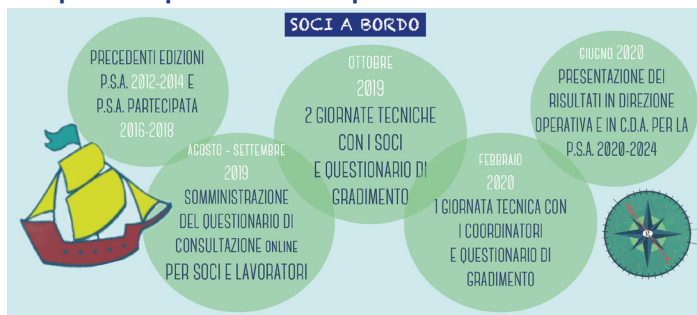 SOCI A BORDO
PRECEDENTI EDIZIONI
P.S.A. 2012-2014 E
P.S.A. PARTECIPATA
2016-2018
AGOSTO - SETTEMBRE
2019
SOMMINISTRAZIONE
DEL QUESTIONARIO DI
CONSULTAZIONE ONLINE
PER SOCI E LAVORATORI
OTTOBRE
2019
2 GIORNATE TECNICHE
CON I SOCI
E QUESTIONARIO DI
GRADIMENTO
FEBBRAIO
2020
1 GIORNATA TECNICA CON
I COORDINATORI
E QUESTIONARIO DI
GRADIMENTO
GIUGNO 2020
PRESENTAZIONE DEI
RISULTATI IN DIREZIONE
OPERATIVA E IN C.D.A. PER LA
P.S.A. 2020-2024